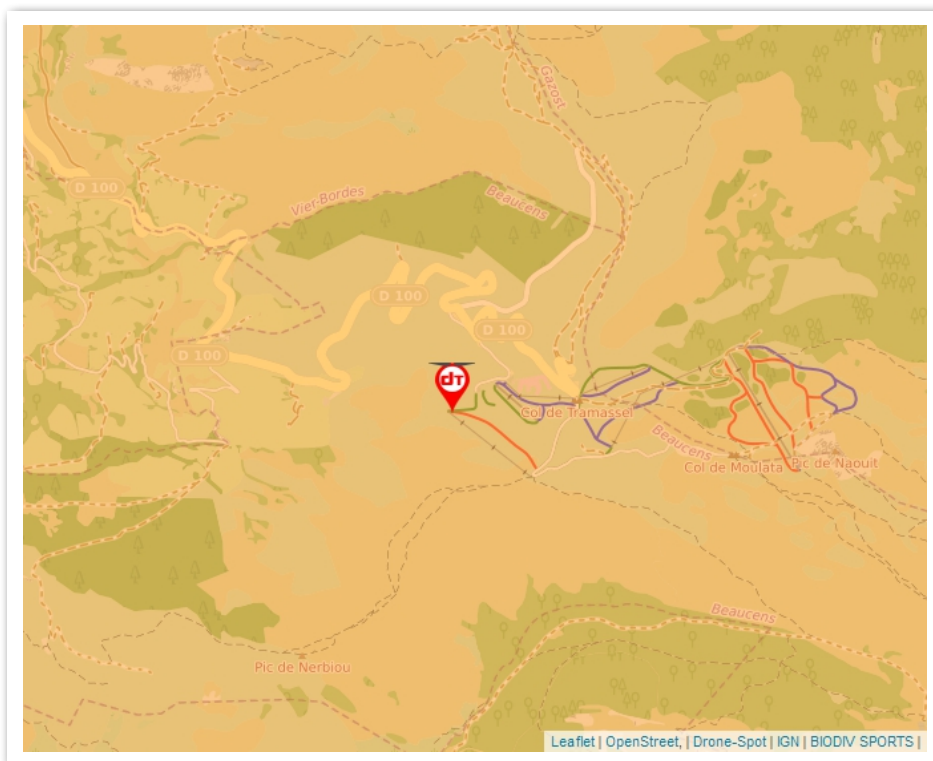 Gazost
D 100
Vier-Bordes
Beaucens
D 100
D 100
D 100
dT
Col de Tramassel
Beaucens
Col de Moulata
Pic de Naouit
Beaucens
Pic de Nerbiou
Leaflet | OpenStreet, | Drone-Spot | IGN | BIODIV SPORTS |